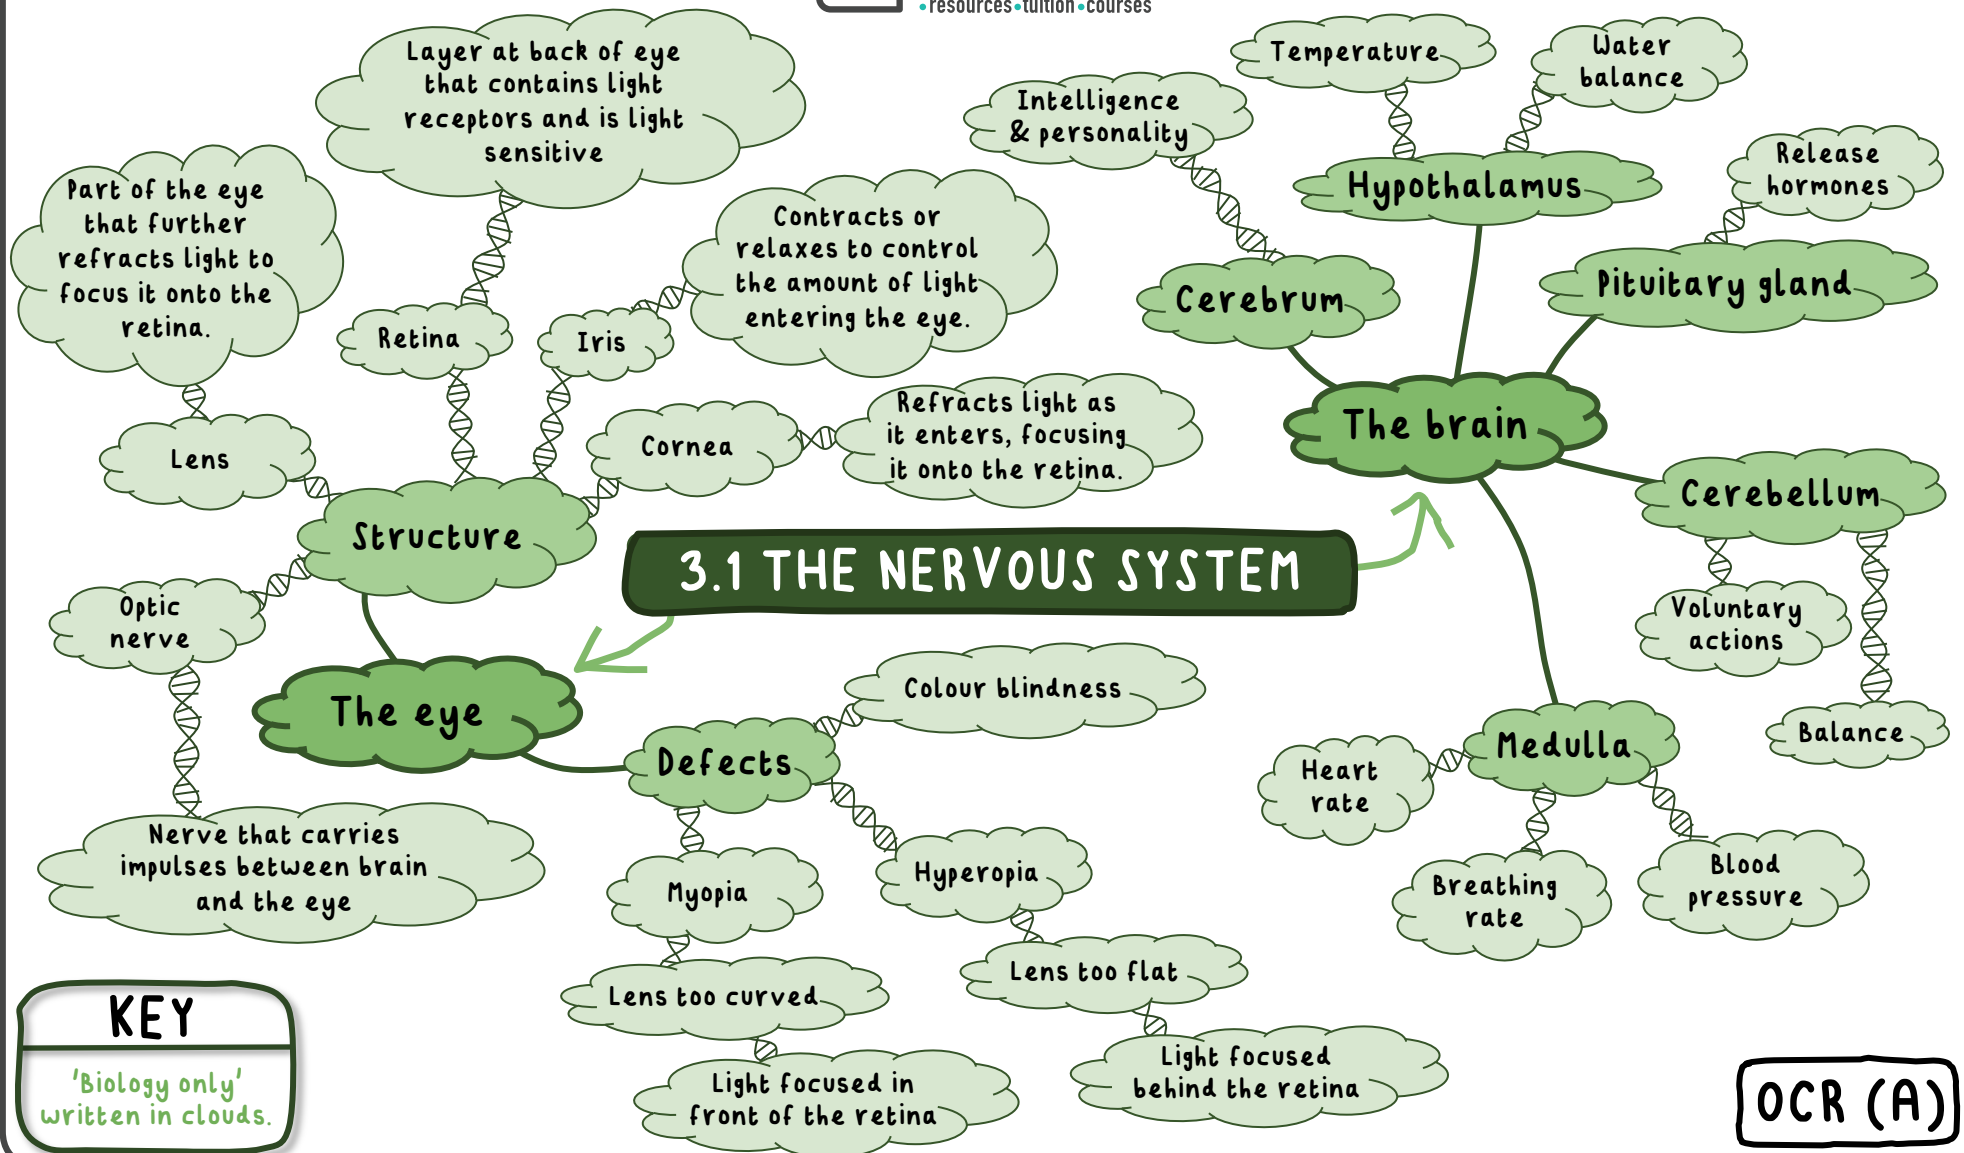 •resources•tuition•courses
Layer at back of eye
that contains light
receptors and is light
sensitive
Part of the eye
that further
refracts light to
focus it onto the
retina.
Contracts or
relaxes to control
the amount of light
entering the eye.
Retina
Iris
Lens
Cornea
Refracts light as
it enters, focusing
it onto the retina.
Structure
Optic
nerve
Nerve that carries
impulses between brain
and the eye
The eye
3.1 THE NERVOUS SYSTEM
Defects
Colour blindness
Myopia
Hyperopia
Lens too curved
Lens too flat
Light focused in
front of the retina
Light focused
behind the retina
Temperature
Water
balance
Intelligence
& personality
Hypothalamus
Release
hormones
Cerebrum
Pituitary gland
The brain
Cerebellum
Voluntary
actions
Balance
Medulla
Heart
rate
Breathing
rate
Blood
pressure
KEY
'Biology only'
written in clouds.
OCR (A)